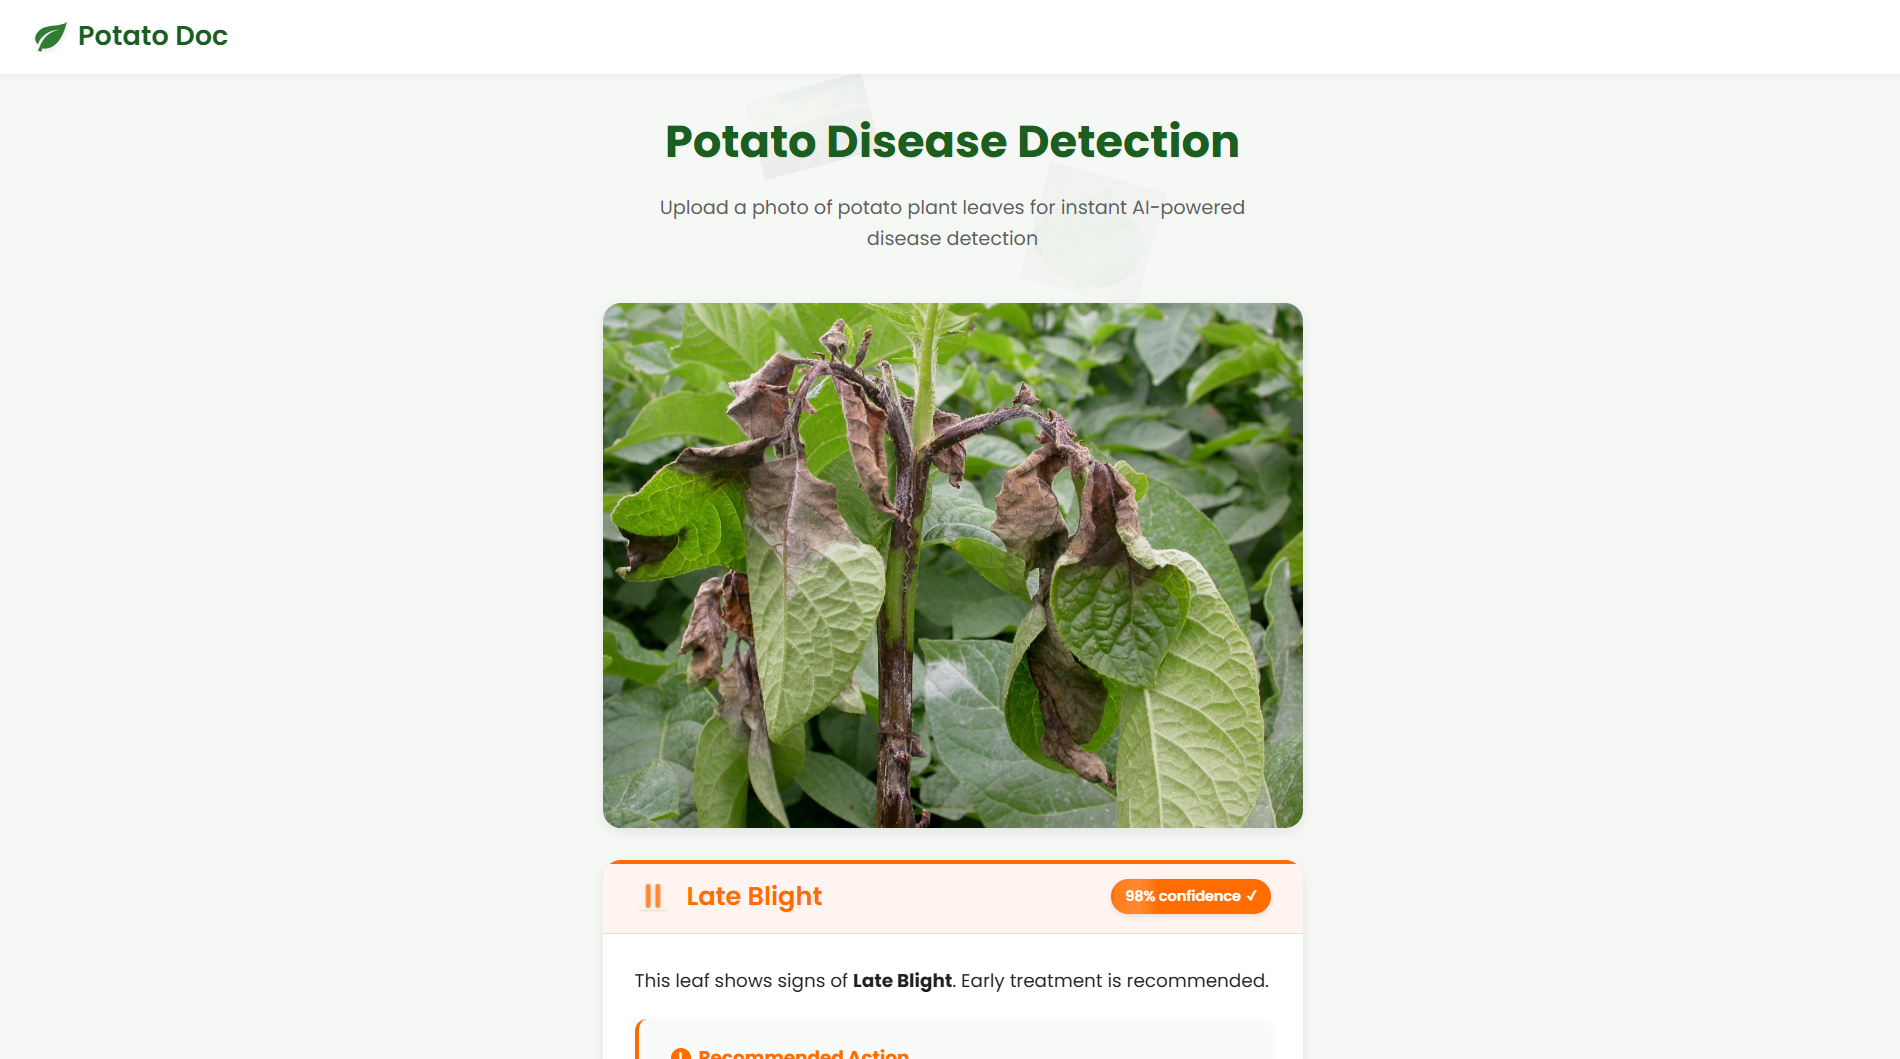 Potato Doc
Potato Disease Detection
Upload a photo of potato plant leaves for instant AI-powered
disease detection
Late Blight
98% confidence ✓
This leaf shows signs of Late Blight. Early treatment is recommended.
Recommended Action